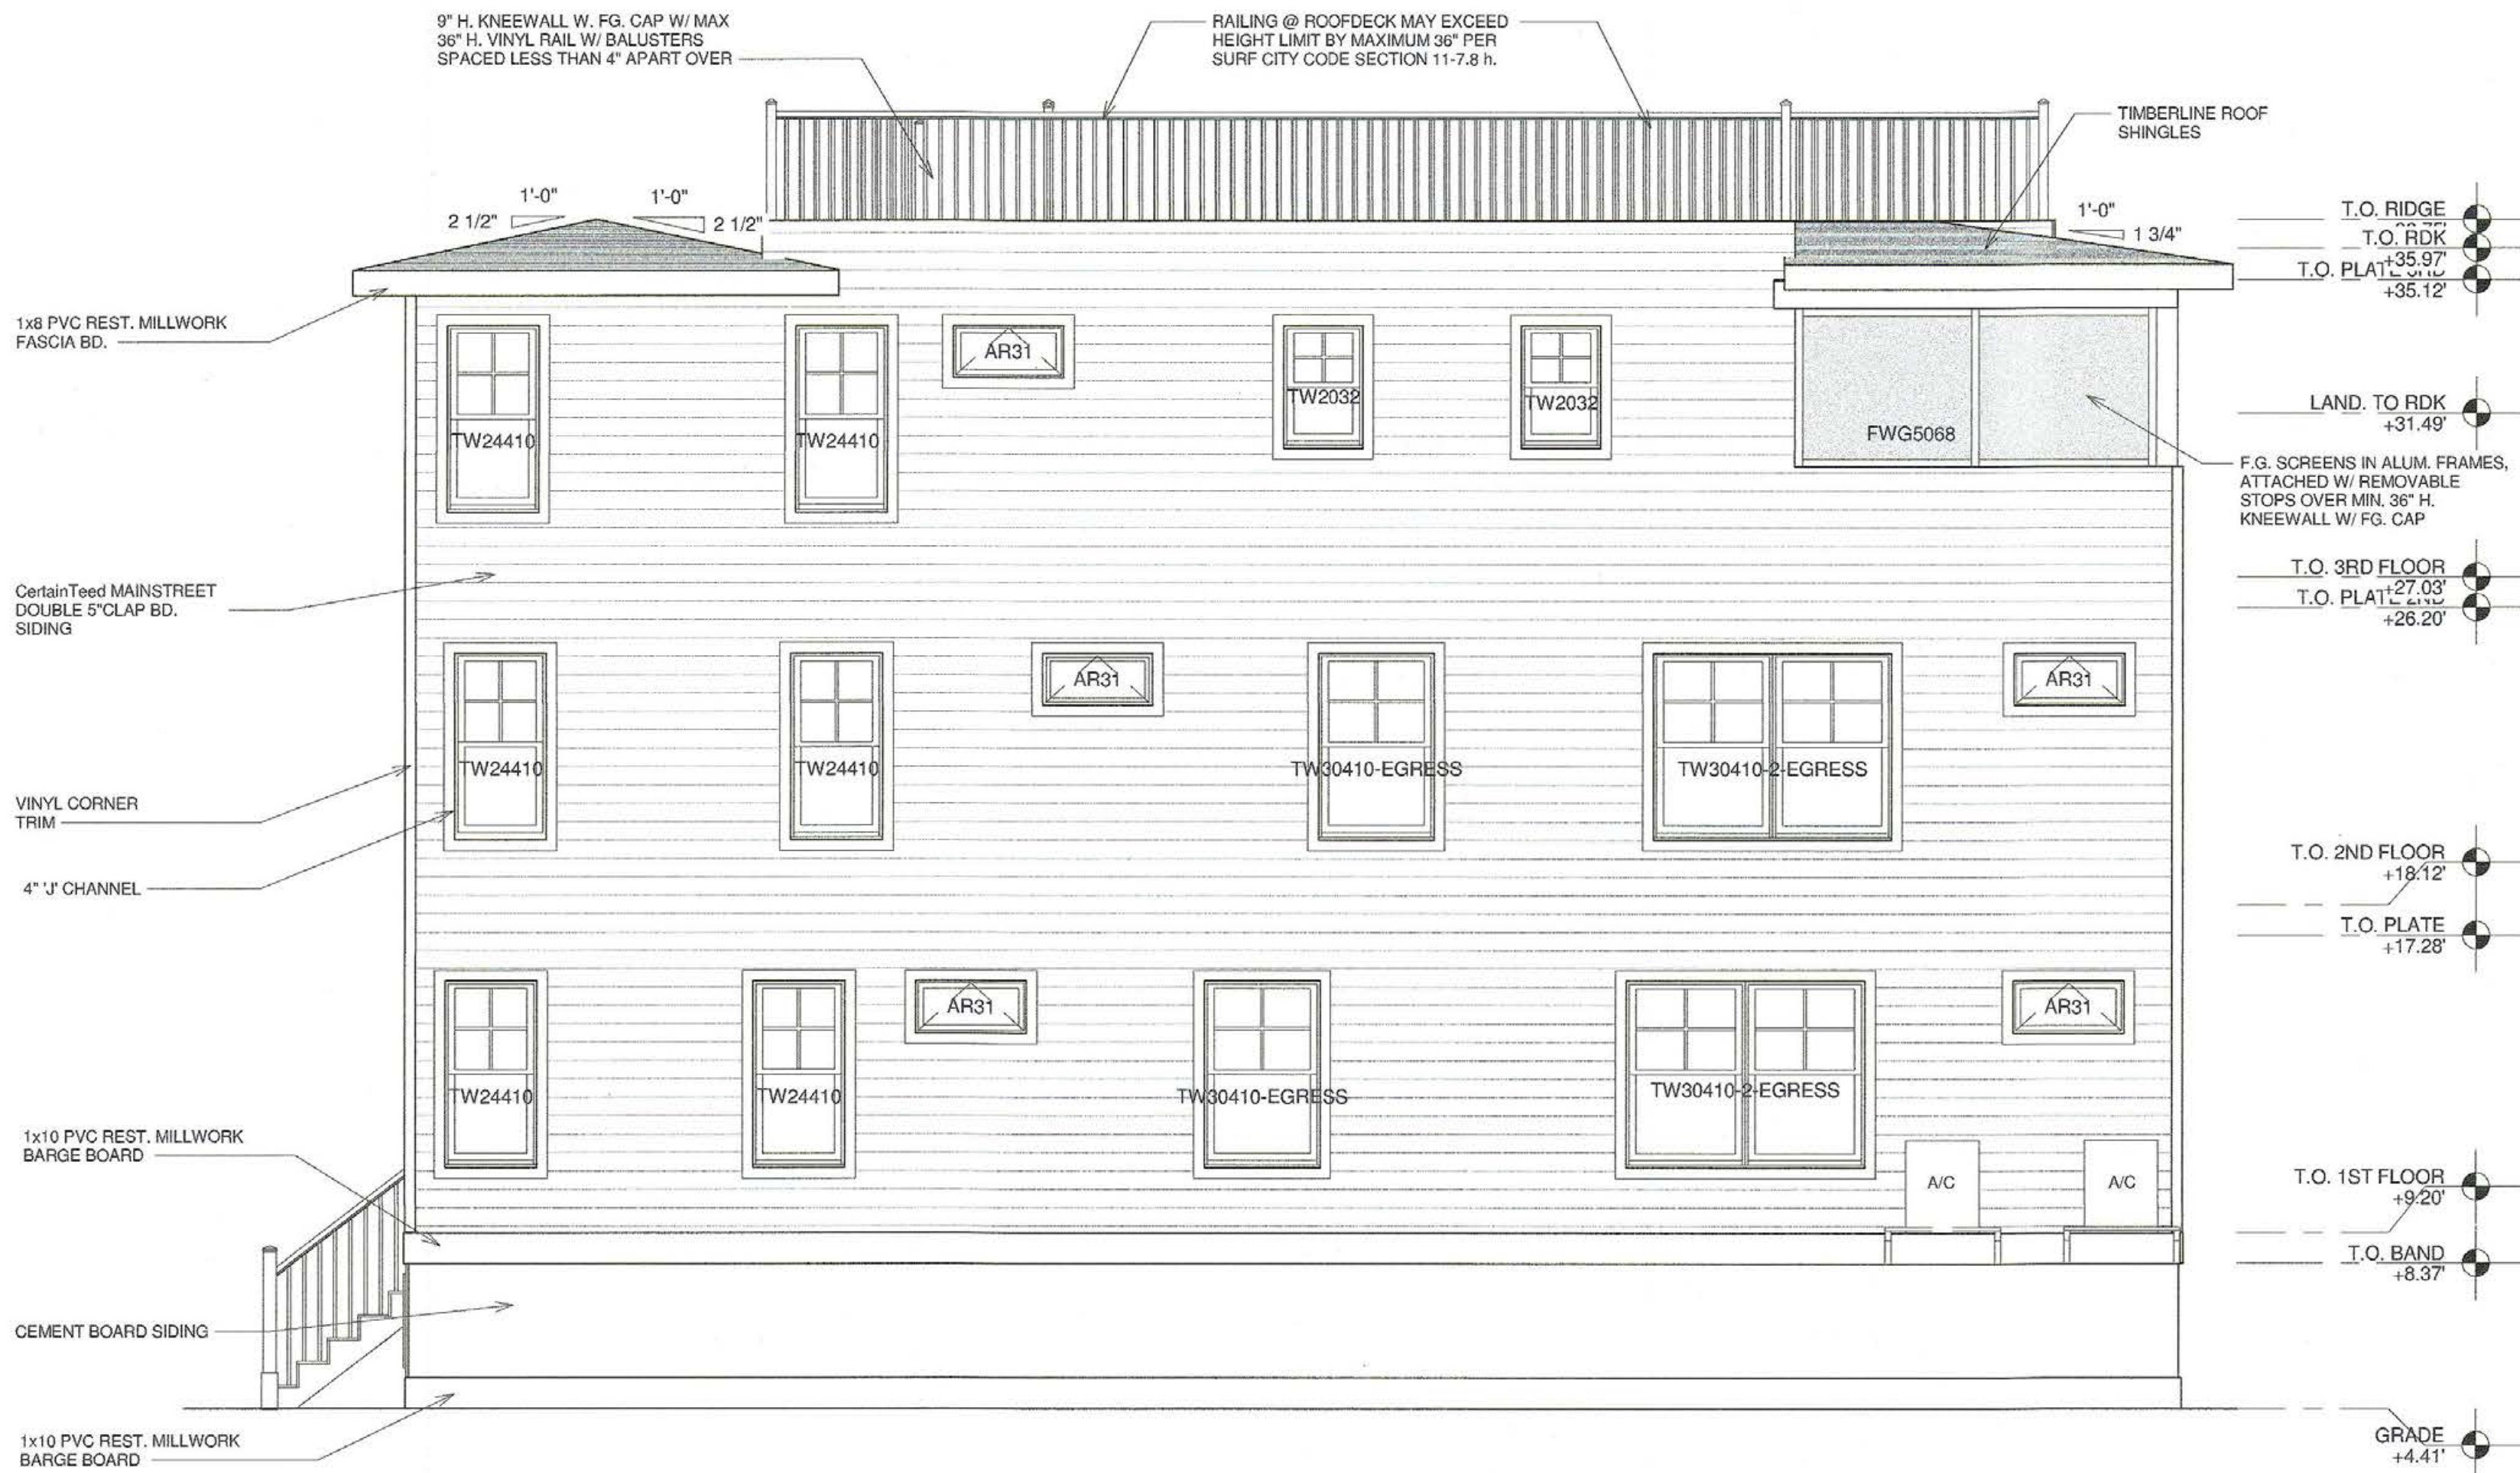 9" H. KNEEWALL W. FG. CAP W/ MAX
36" H. VINYL RAIL W/ BALUSTERS
SPACED LESS THAN 4" APART OVER
RAILING @ ROOFDECK MAY EXCEED
HEIGHT LIMIT BY MAXIMUM 36" PER
SURF CITY CODE SECTION 11-7.8 h.
TIMBERLINE ROOF
SHINGLES
1'-0"
1'-0"
2 1/2"
2 1/2"
1'-0"
1 3/4"
T.O. RIDGE
T.O. RDK
+35.97'
T.O. PLATE 3RD
+35.12'
1x8 PVC REST. MILLWORK
FASCIA BD.
TW24410
TW24410
AR31
TW2032
TW2032
FWG5068
LAND. TO RDK
+31.49'
F.G. SCREENS IN ALUM. FRAMES,
ATTACHED W/ REMOVABLE
STOPS OVER MIN. 36" H.
KNEEWALL W/ FG. CAP
CertainTeed MAINSTREET
DOUBLE 5"CLAP BD.
SIDING
T.O. 3RD FLOOR
+27.03'
T.O. PLATE 2ND
+26.20'
TW24410
TW24410
AR31
TW30410-EGRESS
TW30410-2-EGRESS
AR31
VINYL CORNER
TRIM
4" 'J' CHANNEL
T.O. 2ND FLOOR
+18.12'
T.O. PLATE
+17.28'
TW24410
TW24410
AR31
TW30410-EGRESS
TW30410-2-EGRESS
AR31
1x10 PVC REST. MILLWORK
BARGE BOARD
A/C
A/C
T.O. 1ST FLOOR
+9.20'
T.O. BAND
+8.37'
CEMENT BOARD SIDING
1x10 PVC REST. MILLWORK
BARGE BOARD
GRADE
+4.41'